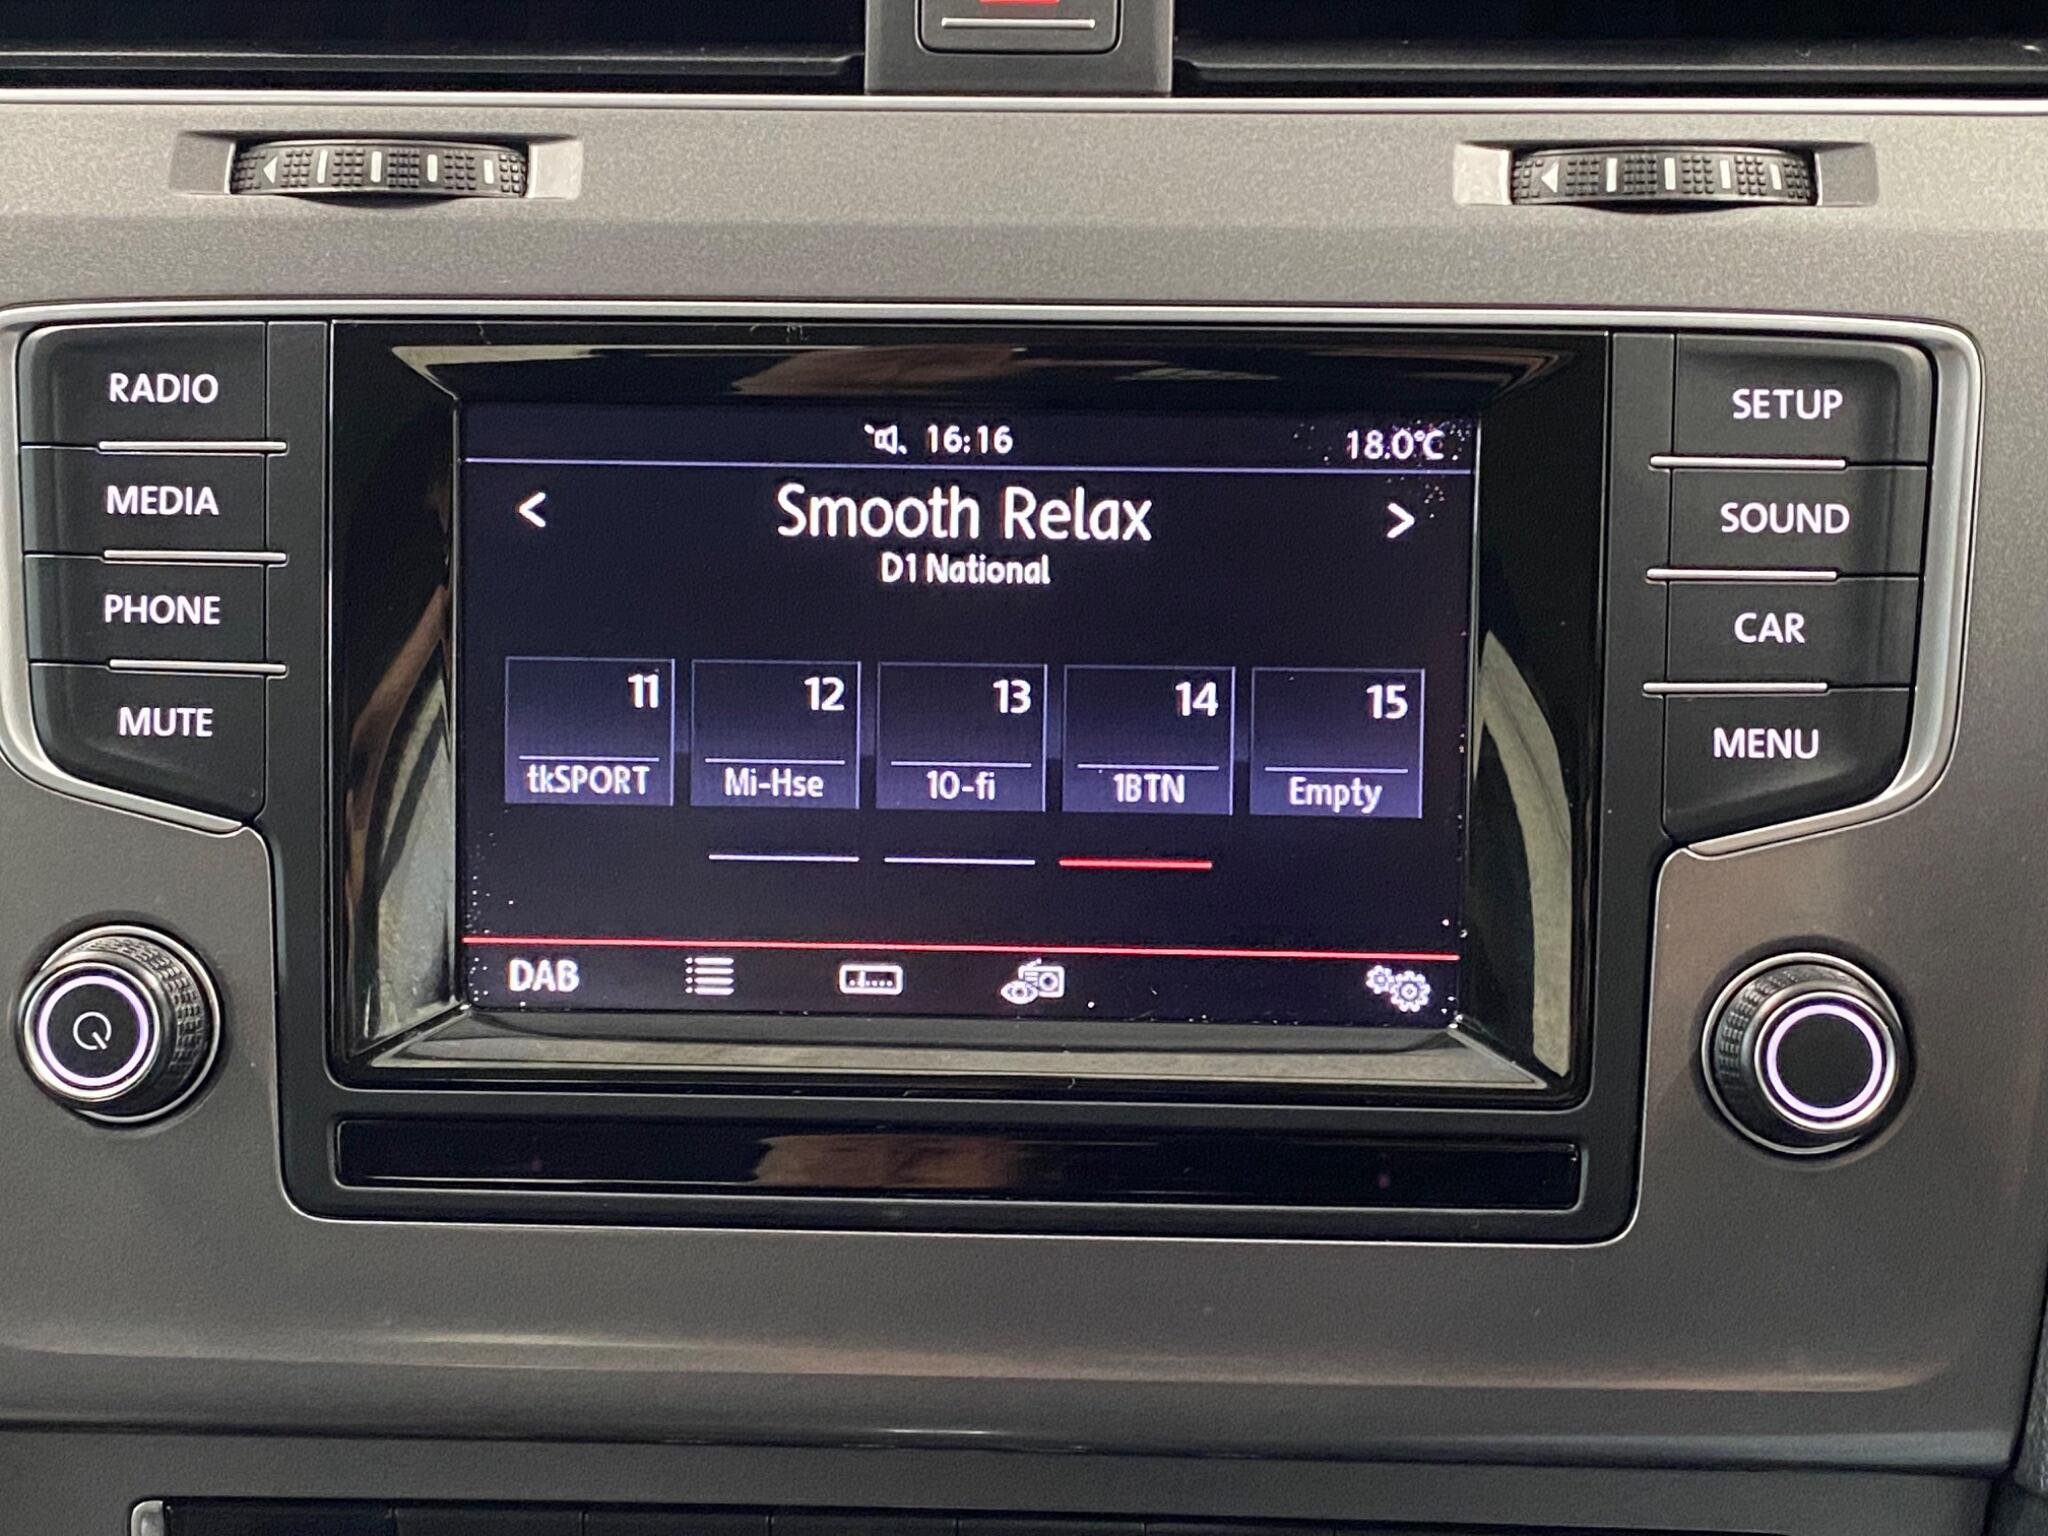 RADIO
MEDIA
PHONE
MUTE
16:16
18.0°C
<
Smooth Relax
>
D1 National
11
12
13
14
15
tkSPORT
Mi-Hse
10-fi
1BTN
Empty
DAB
SETUP
SOUND
CAR
MENU